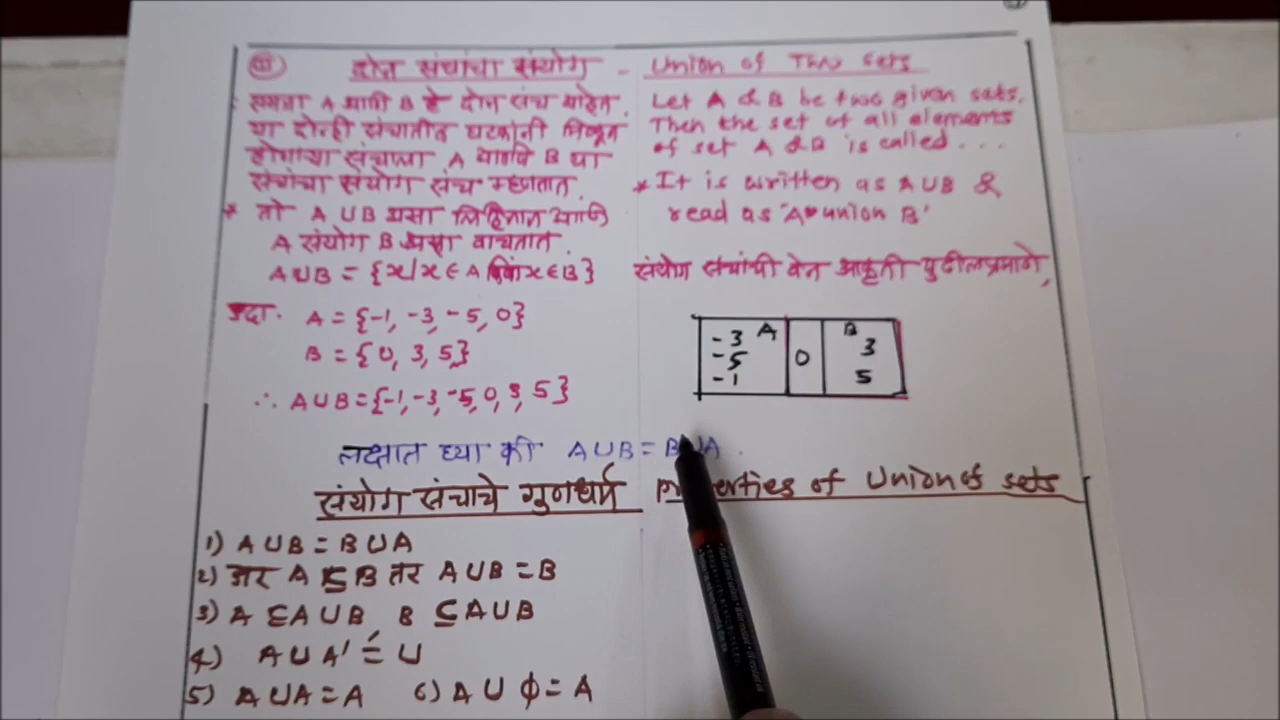 दोन संचांचा संयोग - Union of Two sets
समजा A आणि B हे दोन संच आहेत.
या दोन्ही संचातील घटकांनी मिळून
होणाऱ्या संचाला A आणि B या
संचांचा संयोग संच म्हणतात.
* तो A U B असा लिहितात आणि
A संयोग B असा वाचतात.
A U B = {x/x ∈ A किंवा x ∈ B}
Let A & B be two given sets.
Then the set of all elements
of set A & B is called . . .
* It is written as A U B &
read as 'A union B'
संयोग संचांची वेन आकृती पुढीलप्रमाणे,
उदा. A = {-1, -3, -5, 0}
B = {0, 3, 5}
∴ A U B = {-1, -3, -5, 0, 3, 5}
A B
-3 3
-5 0
-1 5
लक्षात घ्या की A U B = B U A .
संयोग संचाचे गुणधर्म Properties of Union of sets
1) A U B = B U A
2) जर A ⊆ B तर A U B = B
3) A ⊆ A U B B ⊆ A U B
4) A U A' = U
5) A U A = A 6) A U ϕ = A